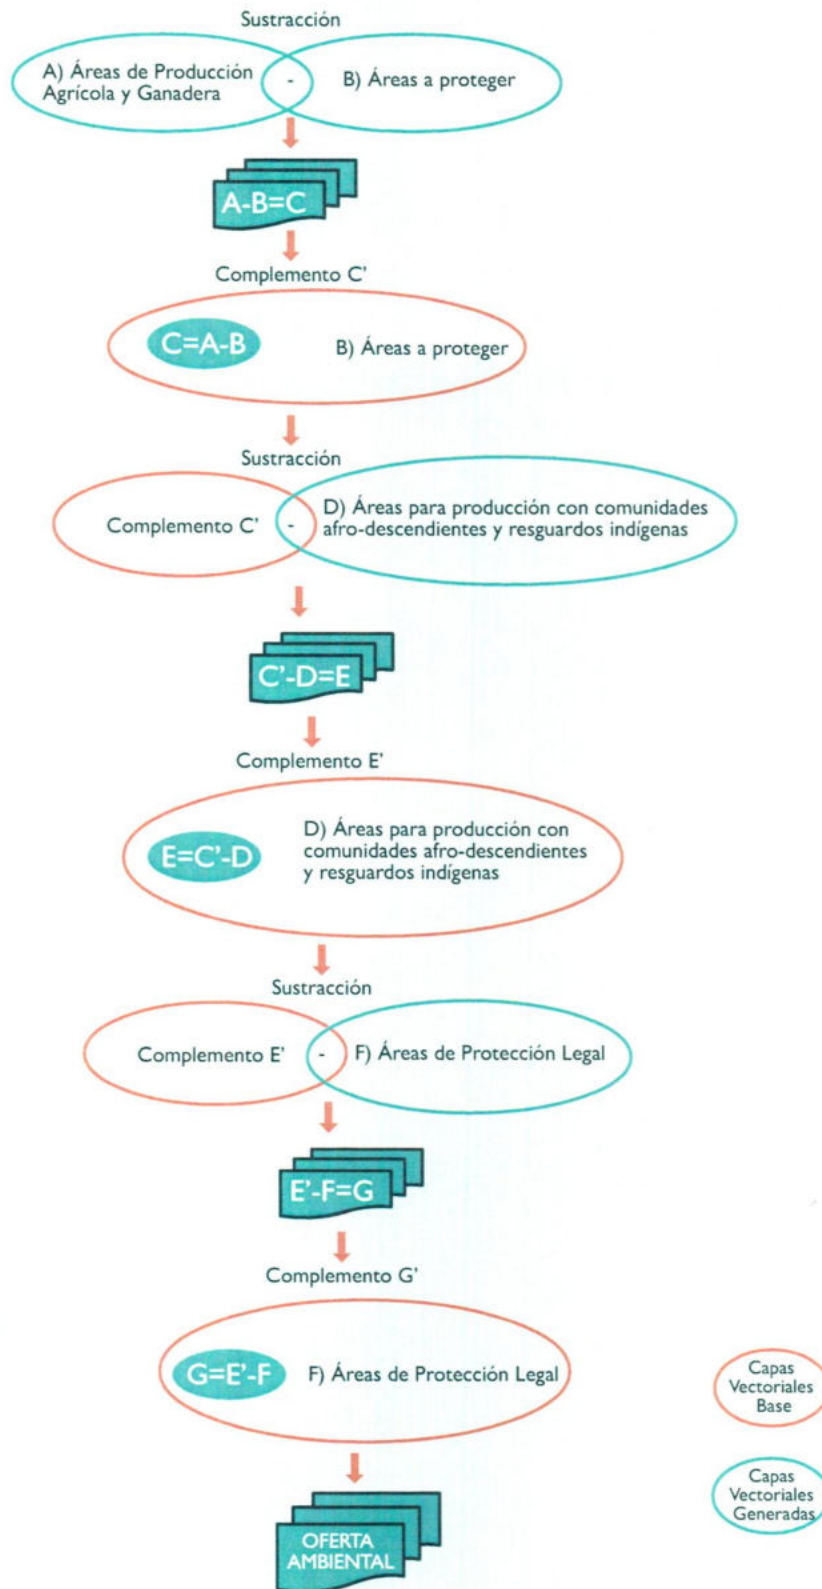 Sustracción
A) Áreas de Producción
Agrícola y Ganadera
-
B) Áreas a proteger
A-B=C
Complemento C'
C=A-B
B) Áreas a proteger
Sustracción
Complemento C'
-
D) Áreas para producción con comunidades
afro-descendientes y resguardos indígenas
C'-D=E
Complemento E'
E=C'-D
D) Áreas para producción con
comunidades afro-descendientes
y resguardos indígenas
Sustracción
Complemento E'
-
F) Áreas de Protección Legal
E'-F=G
Complemento G'
G=E'-F
F) Áreas de Protección Legal
Capas
Vectoriales
Base
Capas
Vectoriales
Generadas
OFERTA
AMBIENTAL